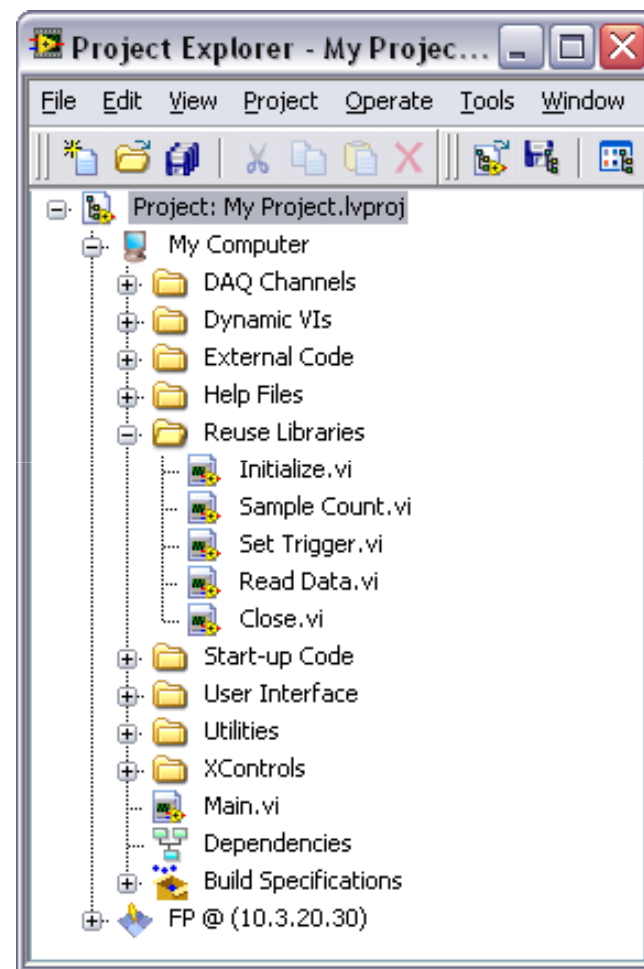 Project Explorer - My Projec...
File Edit View Project Operate Tools Window
Project: My Project.lvproj
My Computer
DAQ Channels
Dynamic VIs
External Code
Help Files
Reuse Libraries
Initialize.vi
Sample Count.vi
Set Trigger.vi
Read Data.vi
Close.vi
Start-up Code
User Interface
Utilities
XControls
Main.vi
Dependencies
Build Specifications
FP @ (10.3.20.30)